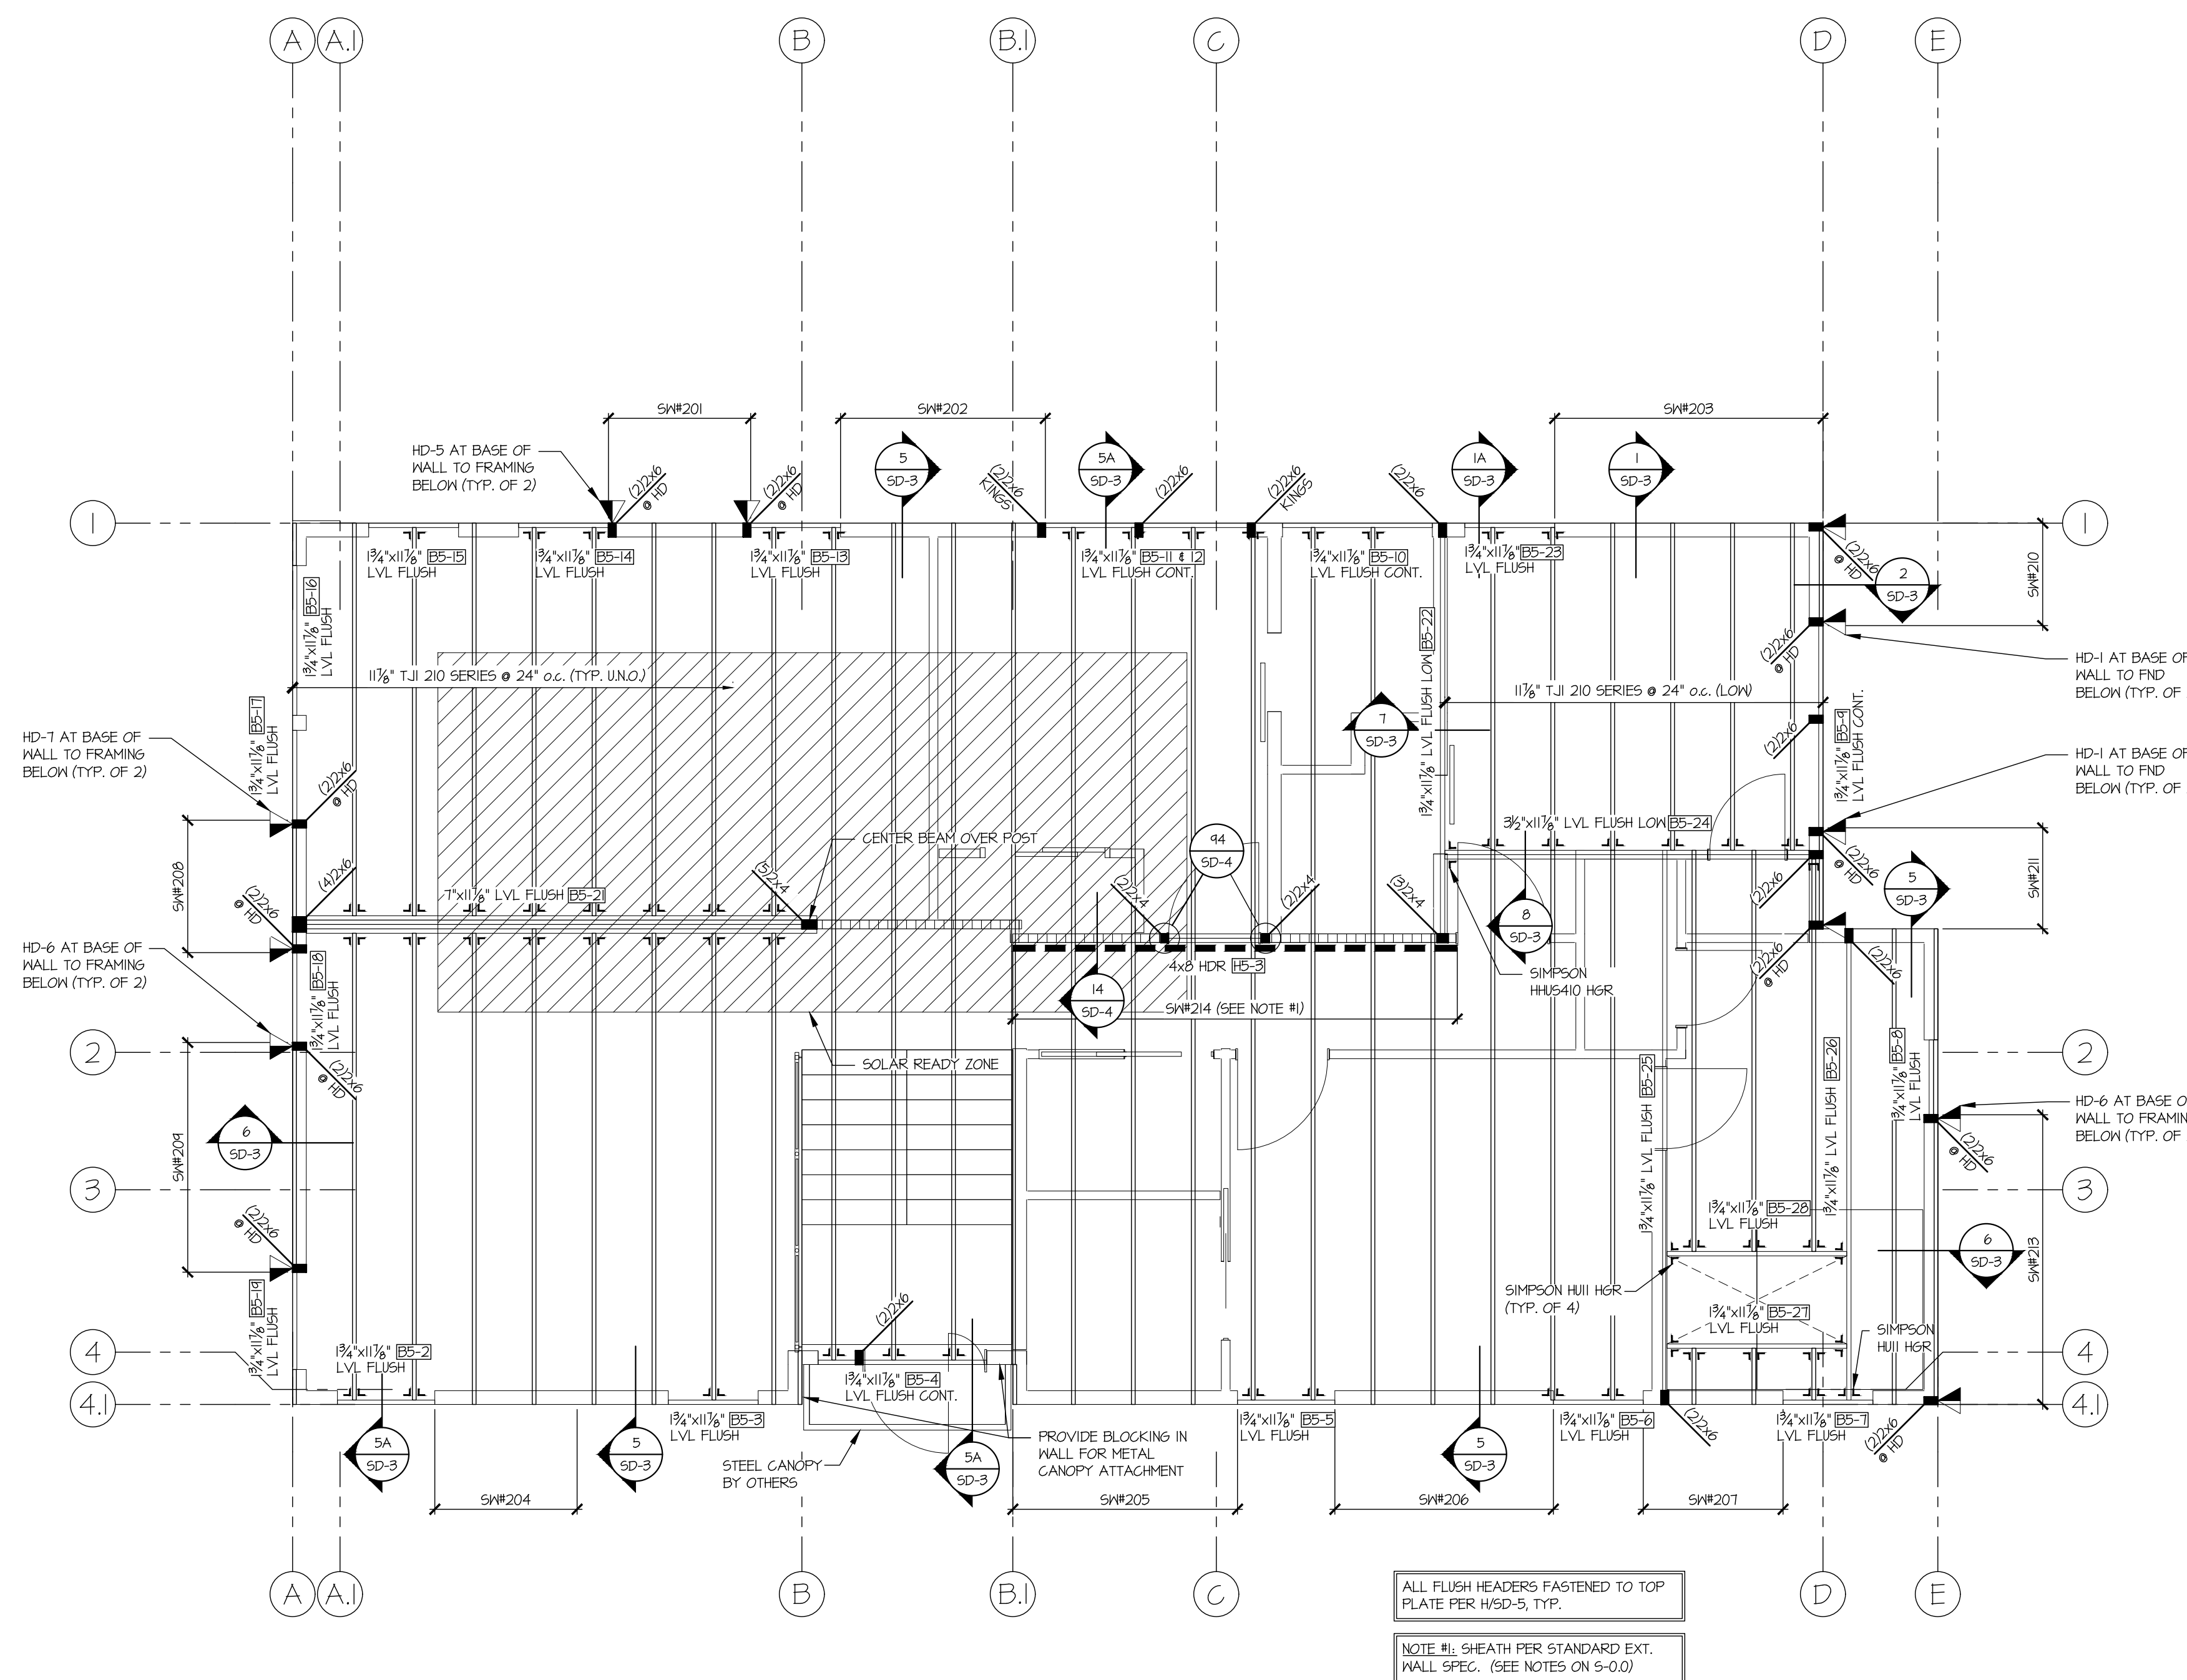 A
A.1
B
B.1
C
D
E
SW#201
SW#202
SW#203
HD-5 AT BASE OF
WALL TO FRAMING
BELOW (TYP. OF 2)
(2)2x6
@ HD
(2)2x6
@ HD
5
SD-3
(2)2x6
KINGS
5A
SD-3
(2)2x6
(2)2x6
KINGS
(2)2x6
1A
SD-3
1
SD-3
1
1
1¾"x11⅞" B5-15
LVL FLUSH
1¾"x11⅞" B5-14
LVL FLUSH
1¾"x11⅞" B5-13
LVL FLUSH
1¾"x11⅞" B5-11 & 12
LVL FLUSH CONT.
1¾"x11⅞" B5-10
LVL FLUSH CONT.
1¾"x11⅞" B5-23
LVL FLUSH
(2)2x6
@ HD
2
SD-3
SW#210
1¾"x11⅞" B5-16
LVL FLUSH
1¾"x11⅞" LVL FLUSH LOW B5-22
(2)2x6
@ HD
HD-1 AT BASE OF
WALL TO FND
BELOW (TYP. OF
11⅞" TJI 210 SERIES @ 24" o.c. (TYP. U.N.O.)
11⅞" TJI 210 SERIES @ 24" o.c. (LOW)
1¾"x11⅞" B5-17
LVL FLUSH
7
SD-3
(2)2x6
1¾"x11⅞" B5-9
LVL FLUSH CONT.
HD-7 AT BASE OF
WALL TO FRAMING
BELOW (TYP. OF 2)
(2)2x6
@ HD
HD-1 AT BASE OF
WALL TO FND
BELOW (TYP. OF
CENTER BEAM OVER POST
94
SD-4
3½"x11⅞" LVL FLUSH LOW B5-24
SW#208
(2)2x6
@ HD
(4)2x6
7"x11⅞" LVL FLUSH B5-21
(5)2x4
(2)2x4
(2)2x4
(3)2x4
8
SD-3
(2)2x6
(2)2x6
@ HD
5
SD-3
SW#211
HD-6 AT BASE OF
WALL TO FRAMING
BELOW (TYP. OF 2)
1¾"x11⅞" B5-18
LVL FLUSH
4x8 HDR H5-3
14
SD-4
SW#214 (SEE NOTE #1)
SIMPSON
HHUS410 HGR
(2)2x6
@ HD
(2)2x6
2
2
(2)2x6
@ HD
SOLAR READY ZONE
1¾"x11⅞" LVL FLUSH B5-25
1¾"x11⅞" LVL FLUSH B5-26
1¾"x11⅞" B5-8
LVL FLUSH
HD-6 AT BASE O
WALL TO FRAMIN
BELOW (TYP. OF
6
SD-3
SW#209
(2)2x6
@ HD
3
3
(2)2x6
@ HD
1¾"x11⅞" B5-28
LVL FLUSH
6
SD-3
SW#213
1¾"x11⅞" B5-19
LVL FLUSH
(2)2x6
SIMPSON HU11 HGR
(TYP. OF 4)
1¾"x11⅞" B5-27
LVL FLUSH
SIMPSON
HU11 HGR
4
4
1¾"x11⅞" B5-2
LVL FLUSH
1¾"x11⅞" B5-4
LVL FLUSH CONT.
4.1
4.1
1¾"x11⅞" B5-3
LVL FLUSH
1¾"x11⅞" B5-5
LVL FLUSH
1¾"x11⅞" B5-6
LVL FLUSH
(2)2x6
1¾"x11⅞" B5-7
LVL FLUSH
(2)2x6
@ HD
5A
SD-3
5
SD-3
STEEL CANOPY
BY OTHERS
5A
SD-3
PROVIDE BLOCKING IN
WALL FOR METAL
CANOPY ATTACHMENT
5
SD-3
SW#204
SW#205
SW#206
SW#207
A
A.1
B
B.1
C
D
E
ALL FLUSH HEADERS FASTENED TO TOP
PLATE PER H/SD-5, TYP.
NOTE #1: SHEATH PER STANDARD EXT.
WALL SPEC. (SEE NOTES ON S-0.0)